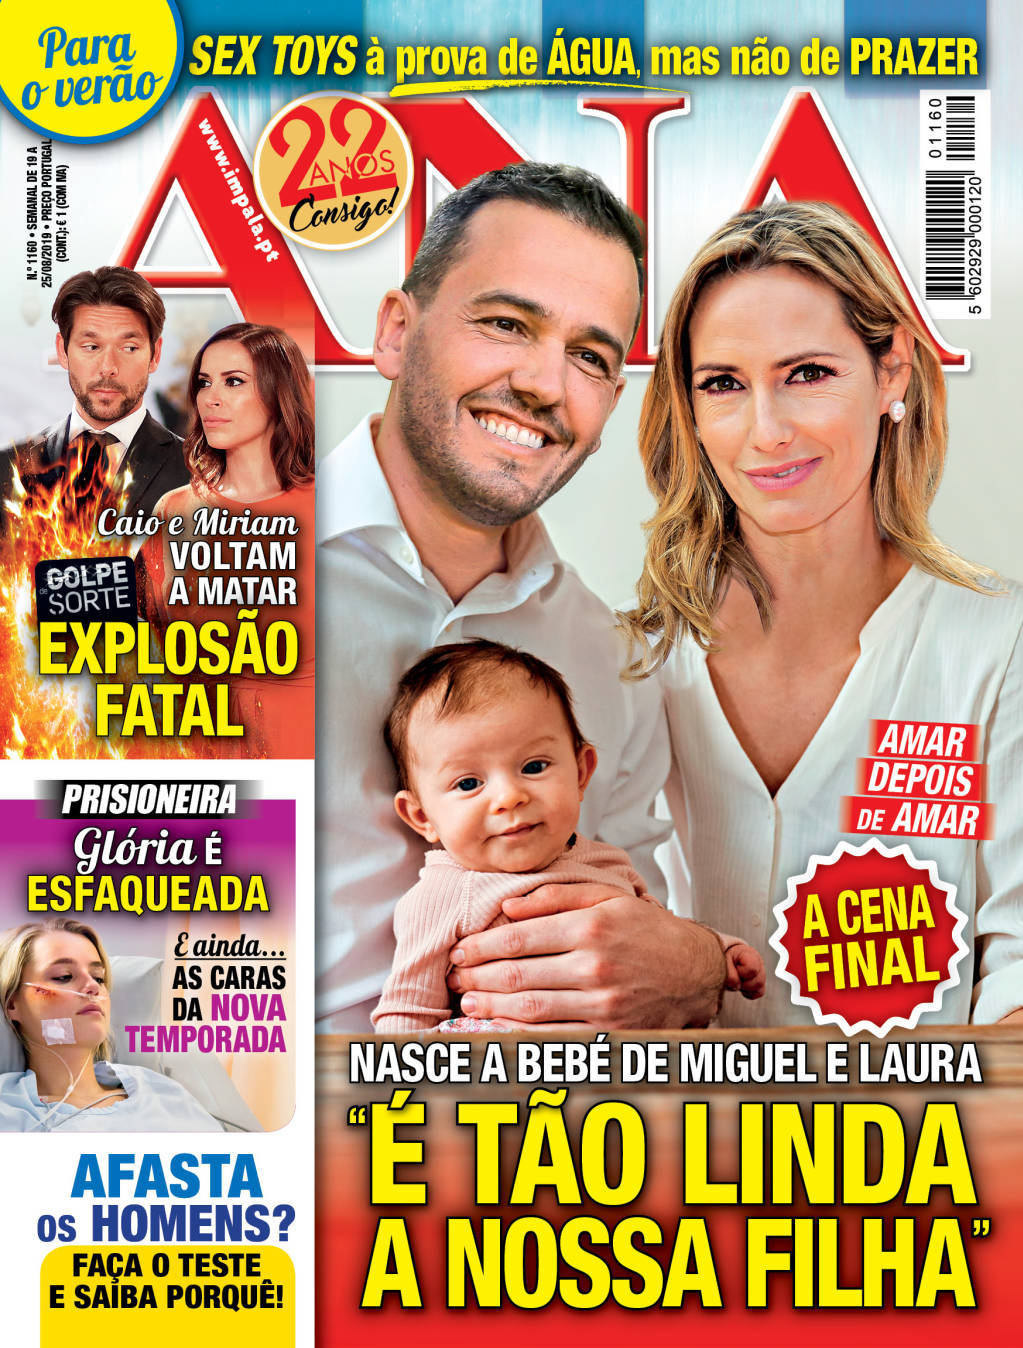 Para
o verão
SEX TOYS à prova de ÁGUA, mas não de PRAZER
ANA
www.impala.pt
22
ANOS
Consigo!
N.º 1160 • SEMANAL DE 19 A
25/08/2019 • PREÇO PORTUGAL
(CONT.): € 1 (COM IVA)
01160
5 602929 000120
Caio e Miriam
VOLTAM
A MATAR
GOLPE
de SORTE
EXPLOSÃO
FATAL
PRISIONEIRA
Glória É
ESFAQUEADA
E ainda...
AS CARAS
DA NOVA
TEMPORADA
AFASTA
OS HOMENS?
FAÇA O TESTE
E SAIBA PORQUÊ!
AMAR
DEPOIS
DE AMAR
A CENA
FINAL
NASCE A BEBÉ DE MIGUEL E LAURA
“É TÃO LINDA
A NOSSA FILHA”